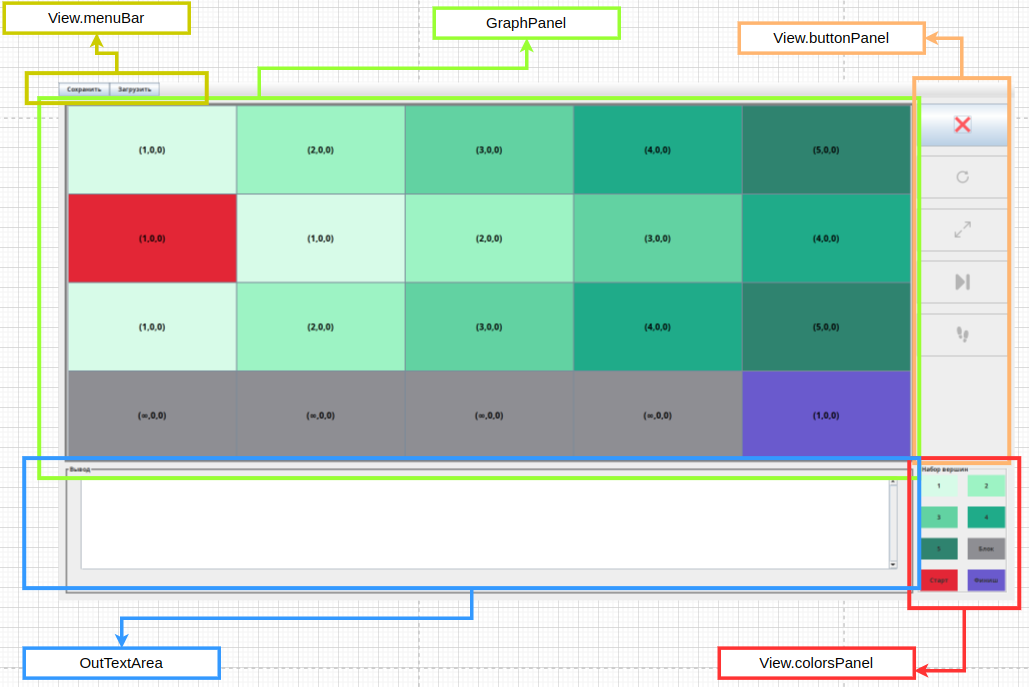 View.menuBar
GraphPanel
View.buttonPanel
Сохранить Загрузить
(1,0,0) (2,0,0) (3,0,0) (4,0,0) (5,0,0)
(1,0,0) (1,0,0) (2,0,0) (3,0,0) (4,0,0)
(1,0,0) (2,0,0) (3,0,0) (4,0,0) (5,0,0)
(∞,0,0) (∞,0,0) (∞,0,0) (∞,0,0) (1,0,0)
Вывод
Набор вершин
1 2
3 4
5 Блок
Старт Финиш
OutTextArea
View.colorsPanel